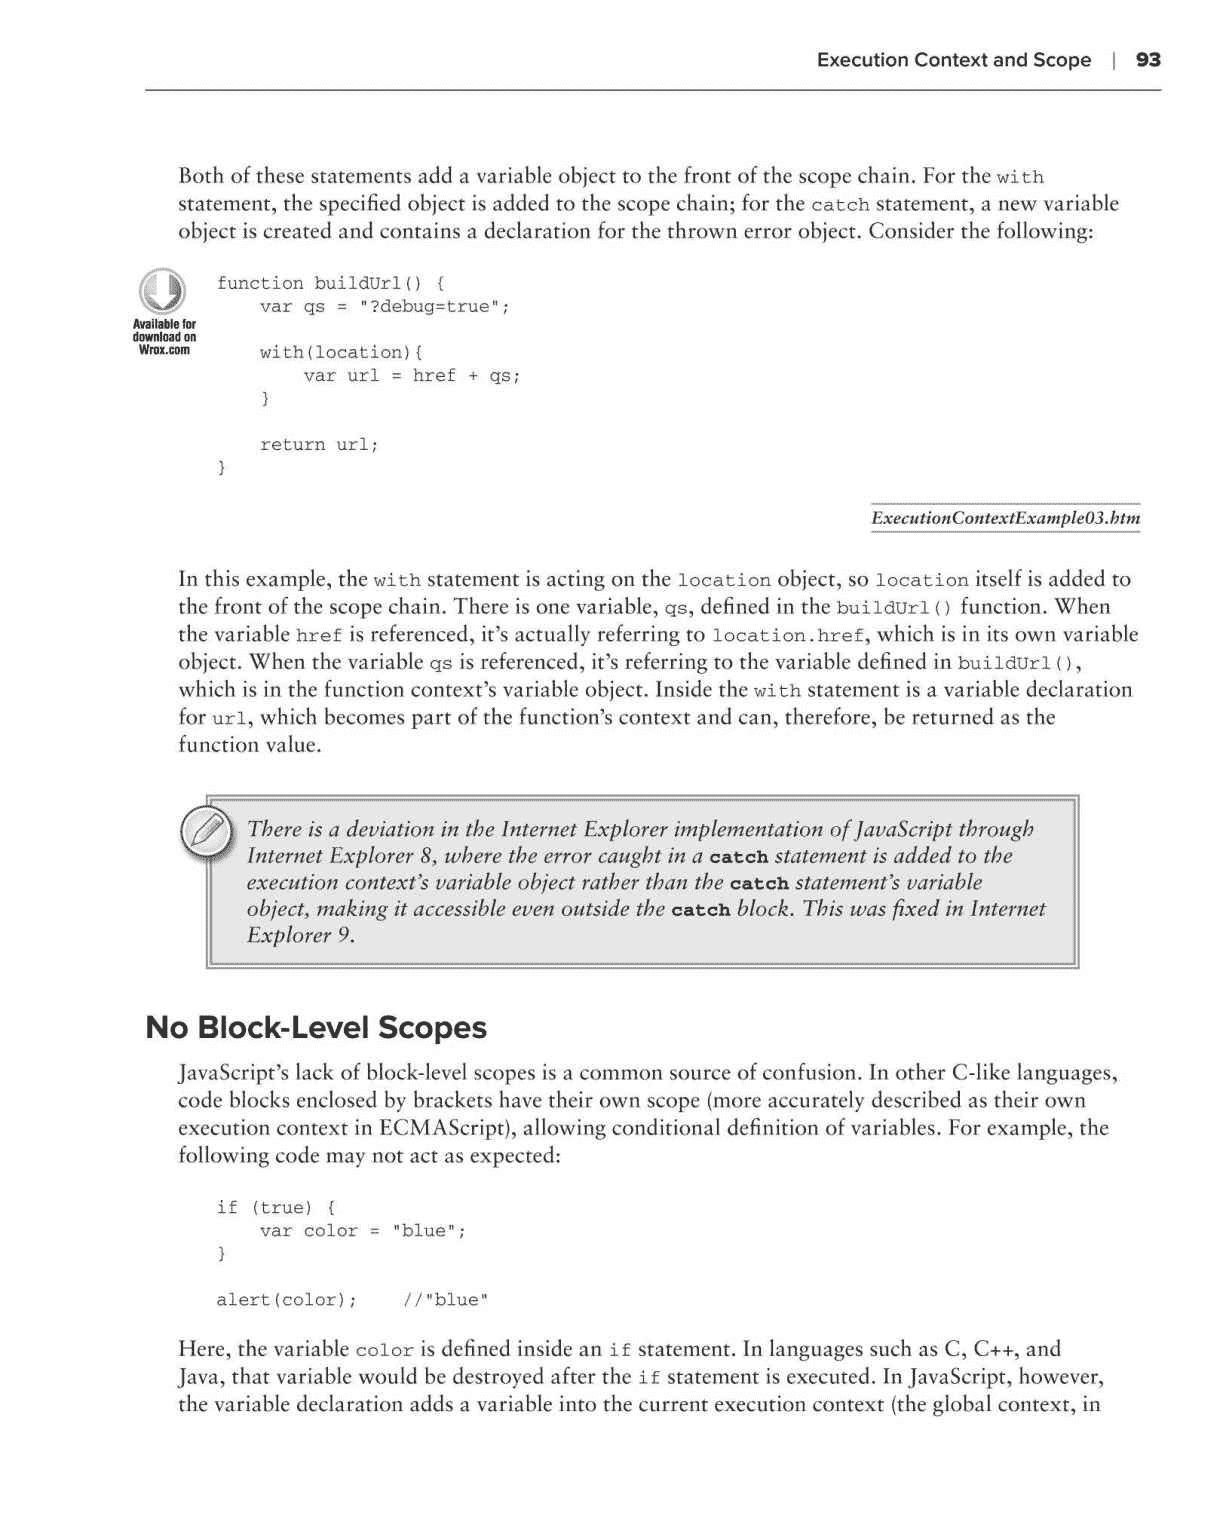 Execution Context and Scope | 93
Both of these statements add a variable object to the front of the scope chain. For the with
statement, the specified object is added to the scope chain; for the catch statement, a new variable
object is created and contains a declaration for the thrown error object. Consider the following:
function buildUrl() {
    var qs = "?debug=true";
Available for
download on
Wrox.com
    with(location){
        var url = href + qs;
    }
    return url;
}
ExecutionContextExample03.htm
In this example, the with statement is acting on the location object, so location itself is added to
the front of the scope chain. There is one variable, qs, defined in the buildUrl() function. When
the variable href is referenced, it's actually referring to location.href, which is in its own variable
object. When the variable qs is referenced, it's referring to the variable defined in buildUrl(),
which is in the function context's variable object. Inside the with statement is a variable declaration
for url, which becomes part of the function's context and can, therefore, be returned as the
function value.
There is a deviation in the Internet Explorer implementation of JavaScript through
Internet Explorer 8, where the error caught in a catch statement is added to the
execution context's variable object rather than the catch statement's variable
object, making it accessible even outside the catch block. This was fixed in Internet
Explorer 9.
No Block-Level Scopes
JavaScript's lack of block-level scopes is a common source of confusion. In other C-like languages,
code blocks enclosed by brackets have their own scope (more accurately described as their own
execution context in ECMAScript), allowing conditional definition of variables. For example, the
following code may not act as expected:
if (true) {
    var color = "blue";
}
alert(color);    //"blue"
Here, the variable color is defined inside an if statement. In languages such as C, C++, and
Java, that variable would be destroyed after the if statement is executed. In JavaScript, however,
the variable declaration adds a variable into the current execution context (the global context, in